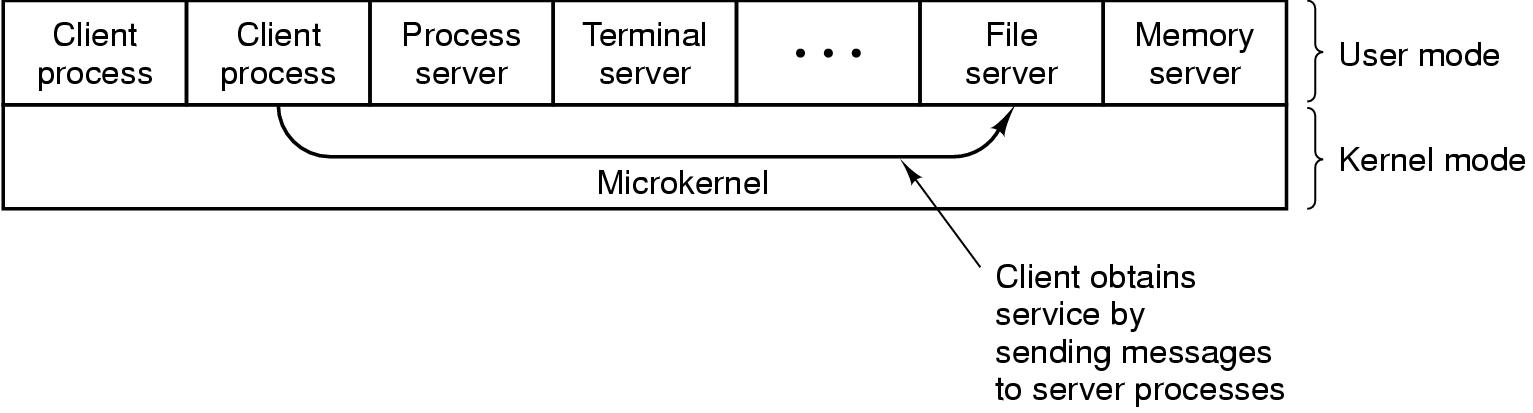 Client
process
Client
process
Process
server
Terminal
server
• • •
File
server
Memory
server
User mode
Microkernel
Kernel mode
Client obtains
service by
sending messages
to server processes